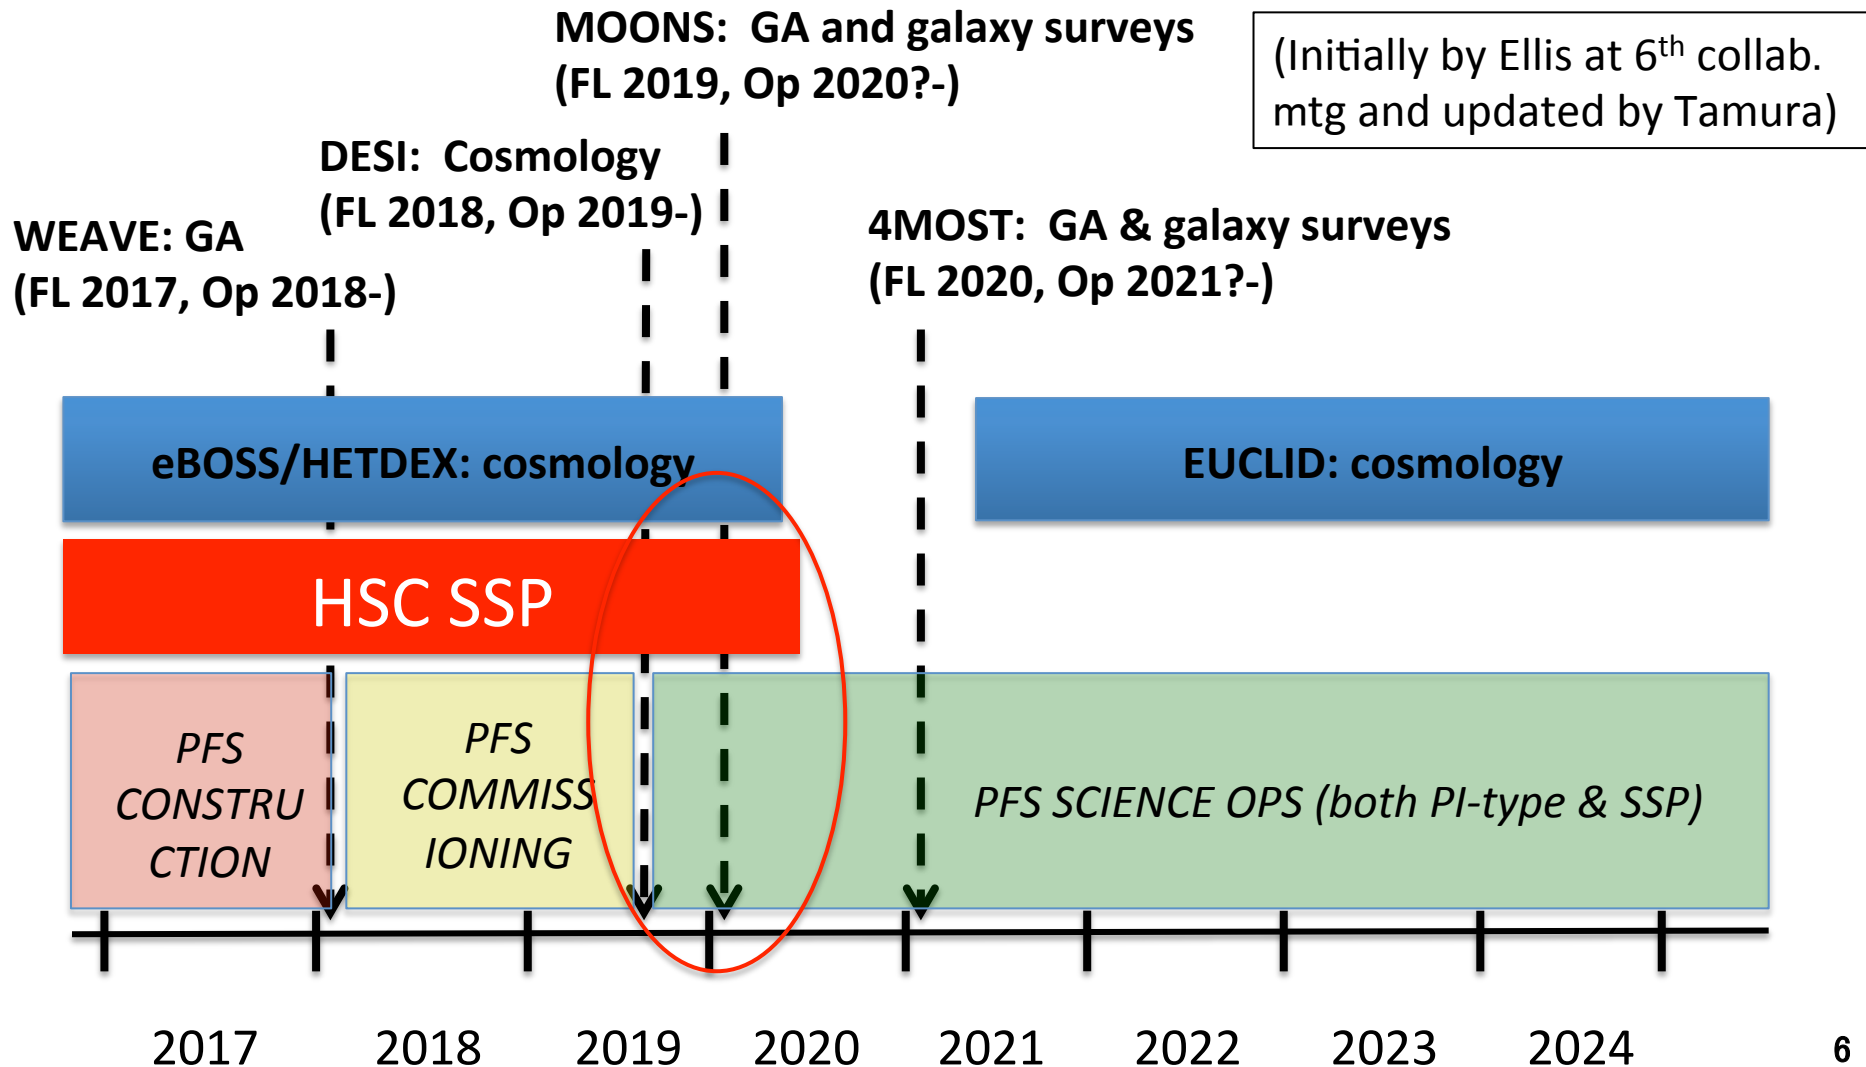 MOONS: GA and galaxy surveys
(FL 2019, Op 2020?-)
(Initially by Ellis at 6th collab.
mtg and updated by Tamura)
DESI: Cosmology
(FL 2018, Op 2019-)
WEAVE: GA
(FL 2017, Op 2018-)
4MOST: GA & galaxy surveys
(FL 2020, Op 2021?-)
eBOSS/HETDEX: cosmology
EUCLID: cosmology
HSC SSP
PFS
CONSTRU
CTION
PFS
COMMISS
IONING
PFS SCIENCE OPS (both PI-type & SSP)
2017 2018 2019 2020 2021 2022 2023 2024
6